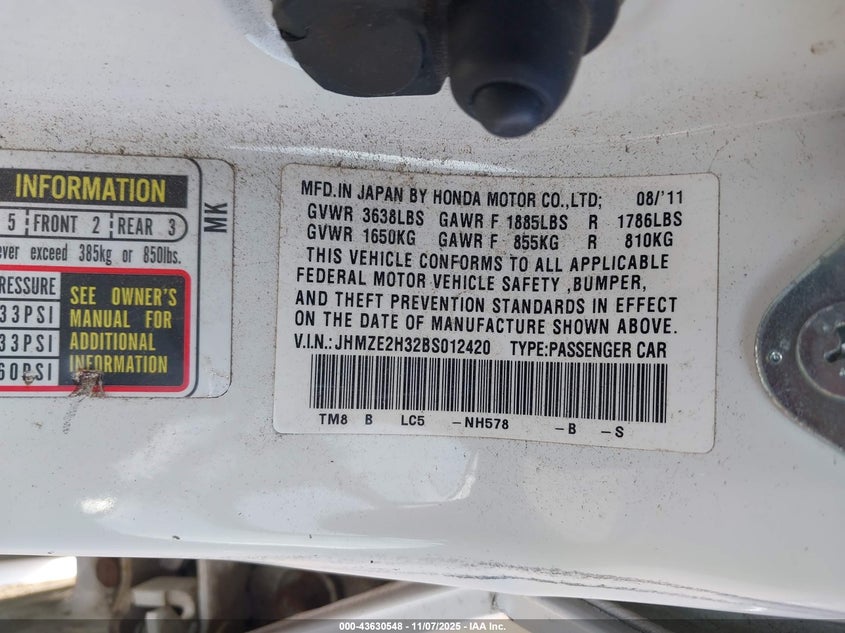 INFORMATION
5 FRONT 2 REAR 3
ever exceed 385kg or 850lbs.
RESSURE
33PSI
33PSI
60PSI
SEE OWNER'S
MANUAL FOR
ADDITIONAL
INFORMATION
MK
MFD.IN JAPAN BY HONDA MOTOR CO.,LTD; 08/'11
GVWR 3638LBS GAWR F 1885LBS R 1786LBS
GVWR 1650KG GAWR F 855KG R 810KG
THIS VEHICLE CONFORMS TO ALL APPLICABLE
FEDERAL MOTOR VEHICLE SAFETY ,BUMPER,
AND THEFT PREVENTION STANDARDS IN EFFECT
ON THE DATE OF MANUFACTURE SHOWN ABOVE.
V.I.N.: JHMZE2H32BS012420 TYPE:PASSENGER CAR
TM8 B LC5 -NH578 -B -S
000-43630548 - 11/07/2025 - IAA Inc.